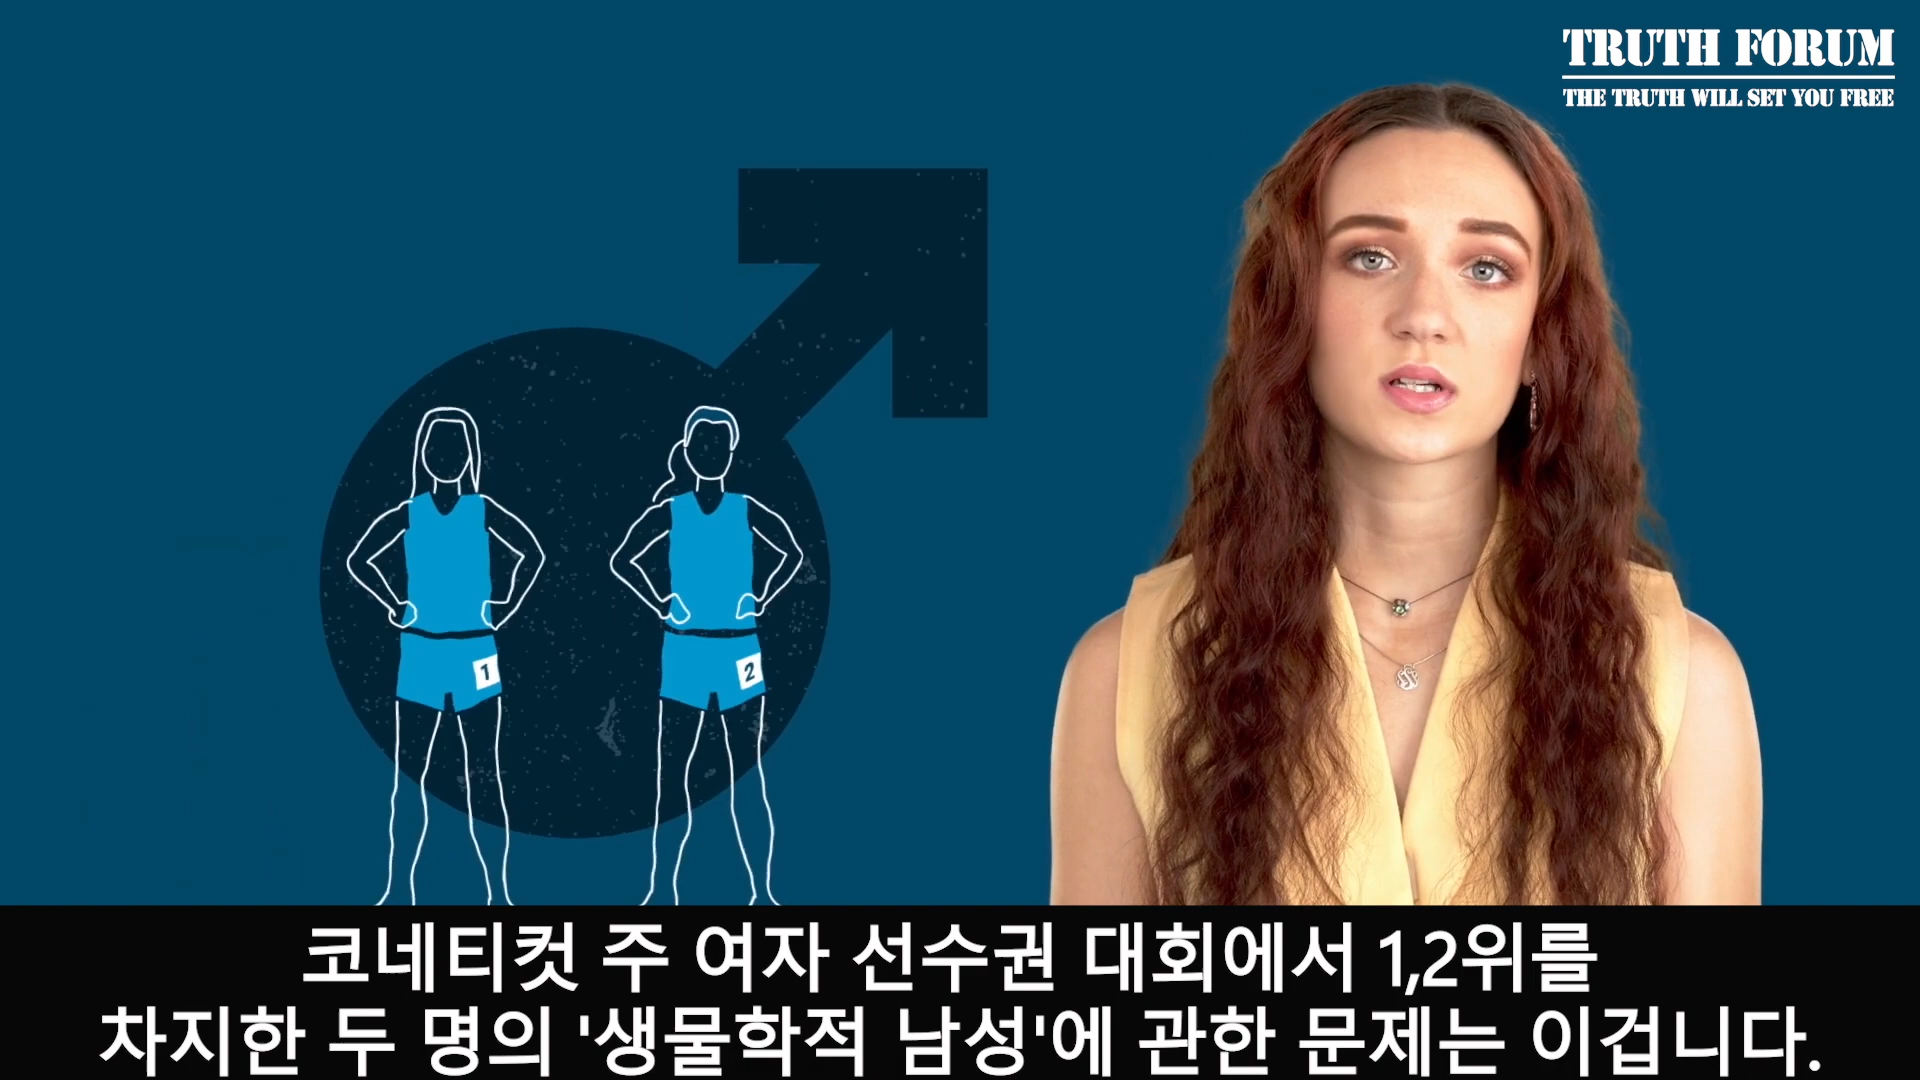 TRUTH FORUM
THE TRUTH WILL SET YOU FREE
1
2
코네티컷 주 여자 선수권 대회에서 1,2위를
차지한 두 명의 '생물학적 남성'에 관한 문제는 이겁니다.